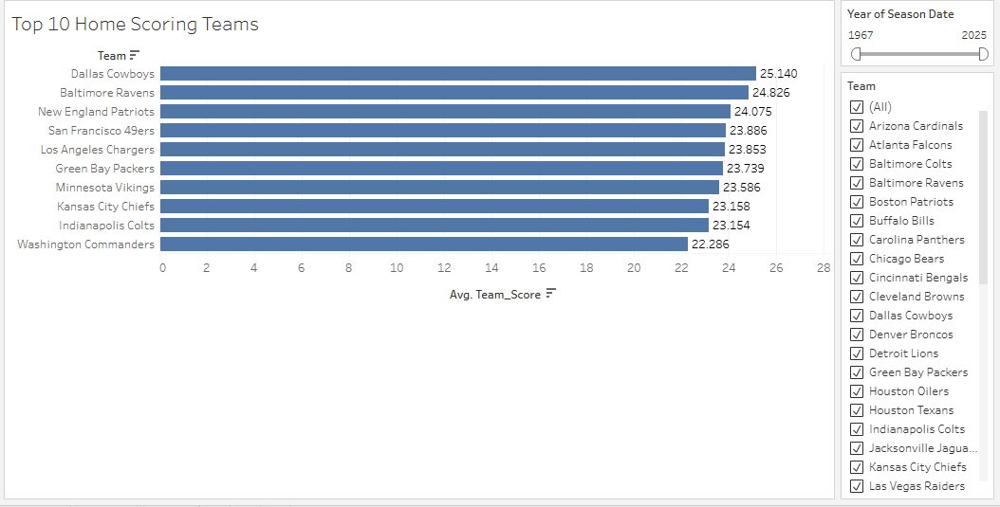 Top 10 Home Scoring Teams
Team
Dallas Cowboys 25.140
Baltimore Ravens 24.826
New England Patriots 24.075
San Francisco 49ers 23.886
Los Angeles Chargers 23.853
Green Bay Packers 23.739
Minnesota Vikings 23.586
Kansas City Chiefs 23.158
Indianapolis Colts 23.154
Washington Commanders 22.286
0 2 4 6 8 10 12 14 16 18 20 22 24 26 28
Avg. Team_Score
Year of Season Date
1967 2025
Team
(All)
Arizona Cardinals
Atlanta Falcons
Baltimore Colts
Baltimore Ravens
Boston Patriots
Buffalo Bills
Carolina Panthers
Chicago Bears
Cincinnati Bengals
Cleveland Browns
Dallas Cowboys
Denver Broncos
Detroit Lions
Green Bay Packers
Houston Oilers
Houston Texans
Indianapolis Colts
Jacksonville Jagua...
Kansas City Chiefs
Las Vegas Raiders